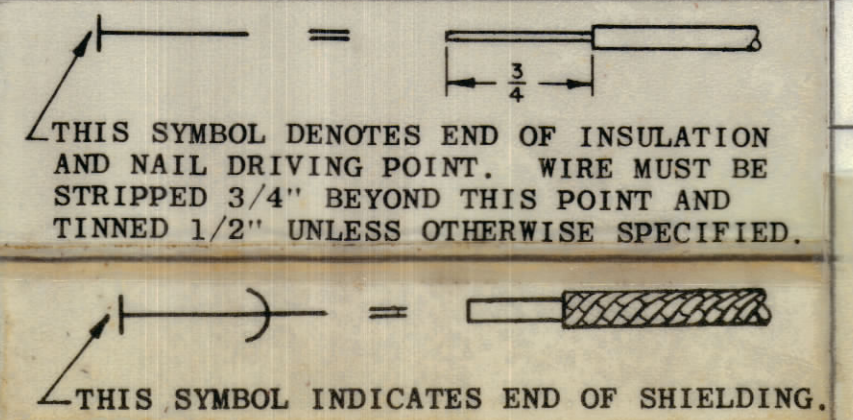 =
3
4
THIS SYMBOL DENOTES END OF INSULATION
AND NAIL DRIVING POINT. WIRE MUST BE
STRIPPED 3/4" BEYOND THIS POINT AND
TINNED 1/2" UNLESS OTHERWISE SPECIFIED.
=
THIS SYMBOL INDICATES END OF SHIELDING.